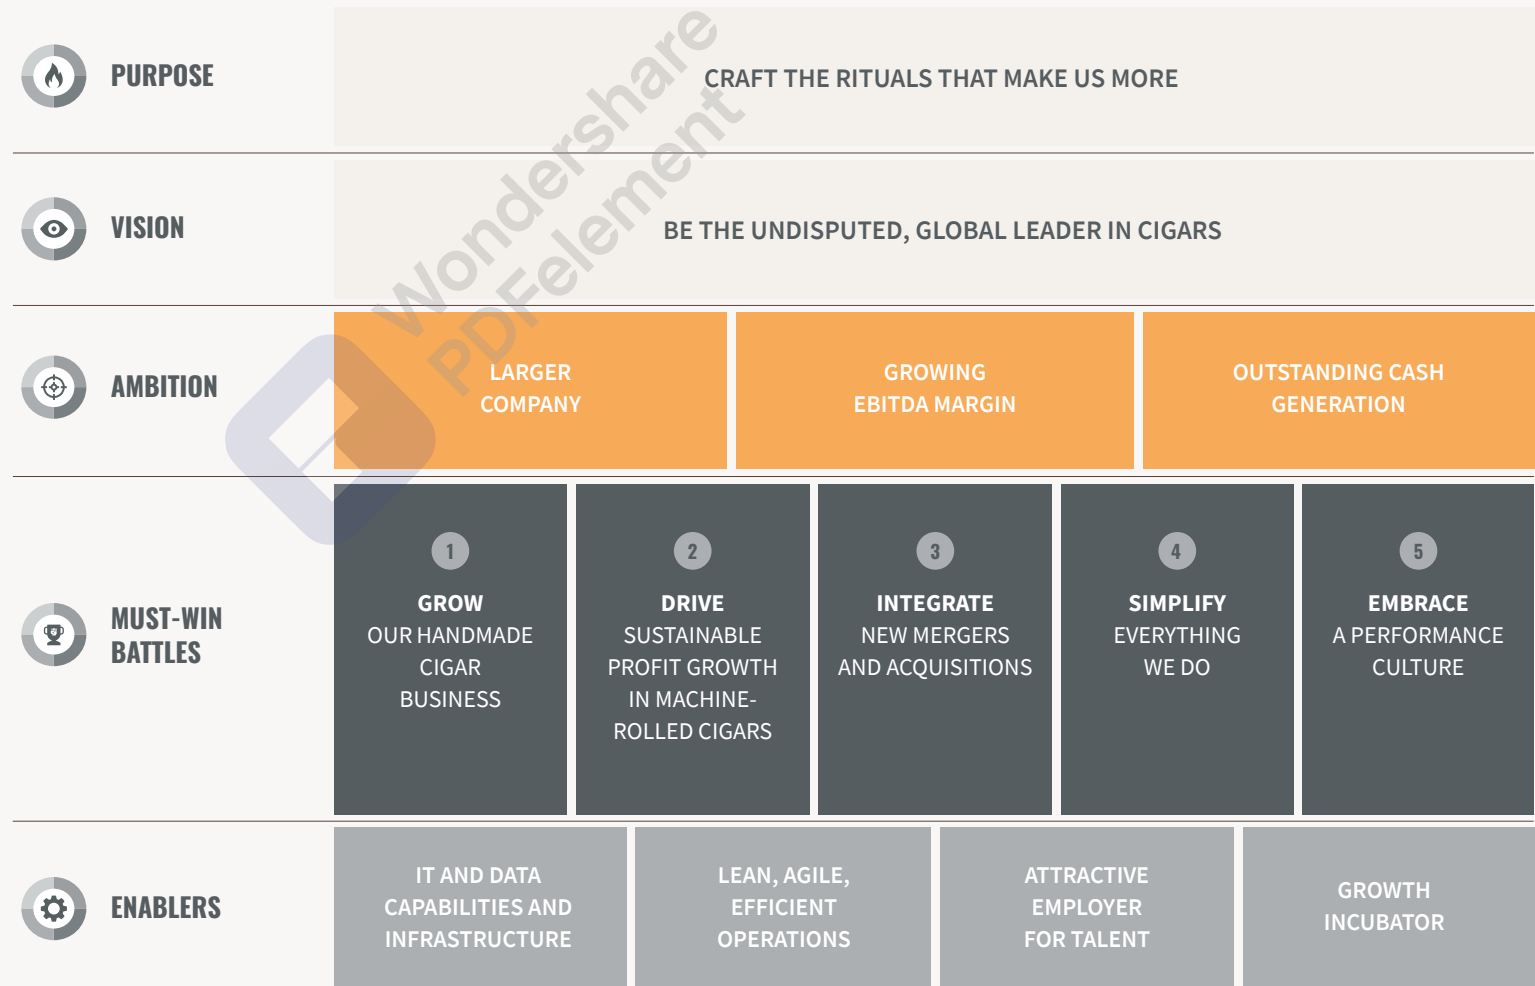 PURPOSE
CRAFT THE RITUALS THAT MAKE US MORE
VISION
BE THE UNDISPUTED, GLOBAL LEADER IN CIGARS
AMBITION
LARGER
COMPANY
GROWING
EBITDA MARGIN
OUTSTANDING CASH
GENERATION
MUST-WIN
BATTLES
1
GROW
OUR HANDMADE
CIGAR
BUSINESS
2
DRIVE
SUSTAINABLE
PROFIT GROWTH
IN MACHINE-
ROLLED CIGARS
3
INTEGRATE
NEW MERGERS
AND ACQUISITIONS
4
SIMPLIFY
EVERYTHING
WE DO
5
EMBRACE
A PERFORMANCE
CULTURE
ENABLERS
IT AND DATA
CAPABILITIES AND
INFRASTRUCTURE
LEAN, AGILE,
EFFICIENT
OPERATIONS
ATTRACTIVE
EMPLOYER
FOR TALENT
GROWTH
INCUBATOR
Wondershare
PDFelement